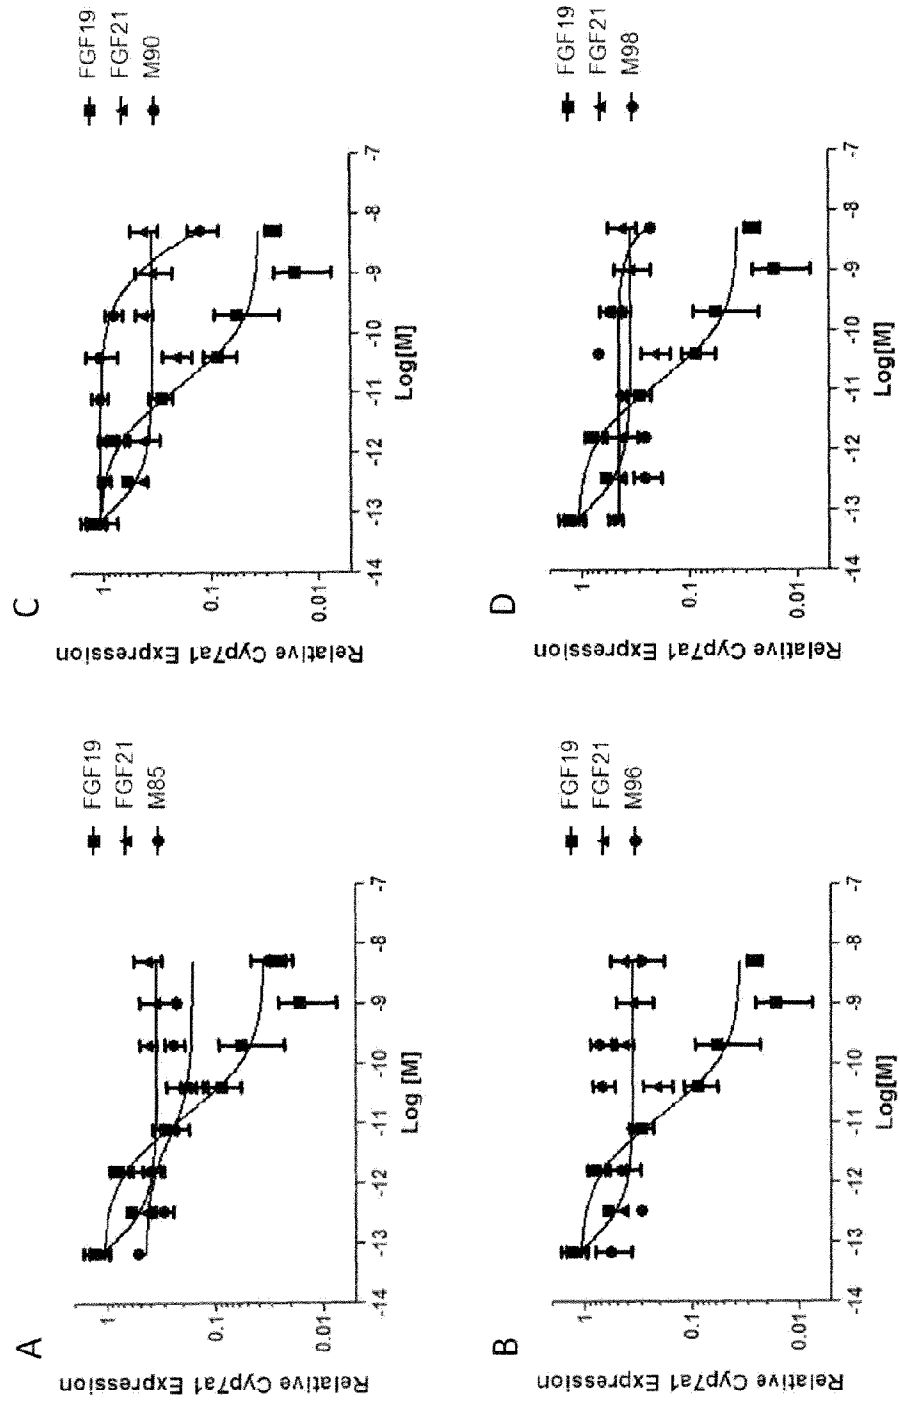 A
Relative Cyp7a1 Expression
1
0.1
0.01
-14
-13
-12
-11
-10
-9
-8
-7
Log [M]
FGF19
FGF21
M85
B
Relative Cyp7a1 Expression
1
0.1
0.01
-14
-13
-12
-11
-10
-9
-8
-7
Log[M]
FGF19
FGF21
M96
C
Relative Cyp7a1 Expression
1
0.1
0.01
-14
-13
-12
-11
-10
-9
-8
-7
Log[M]
FGF19
FGF21
M90
D
Relative Cyp7a1 Expression
1
0.1
0.01
-14
-13
-12
-11
-10
-9
-8
-7
Log[M]
FGF19
FGF21
M98